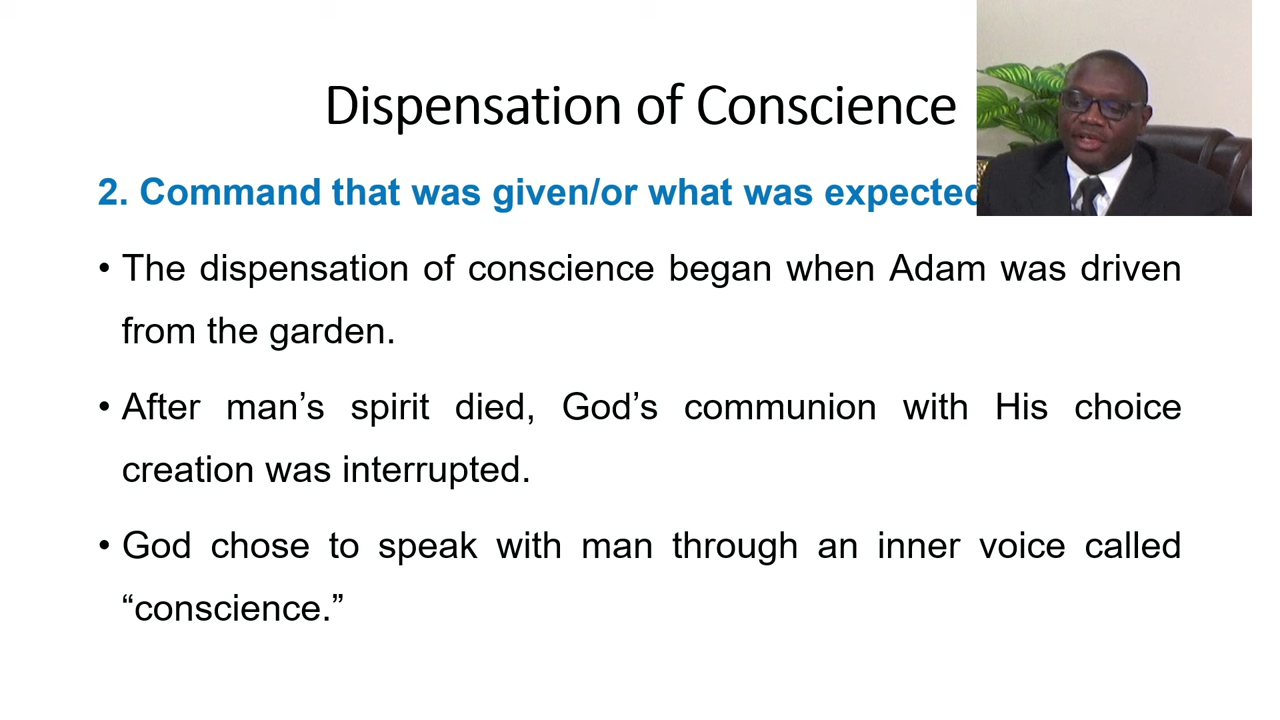 Dispensation of Conscience
2. Command that was given/or what was expected
• The dispensation of conscience began when Adam was driven
from the garden.
• After man’s spirit died, God’s communion with His choice
creation was interrupted.
• God chose to speak with man through an inner voice called
“conscience.”